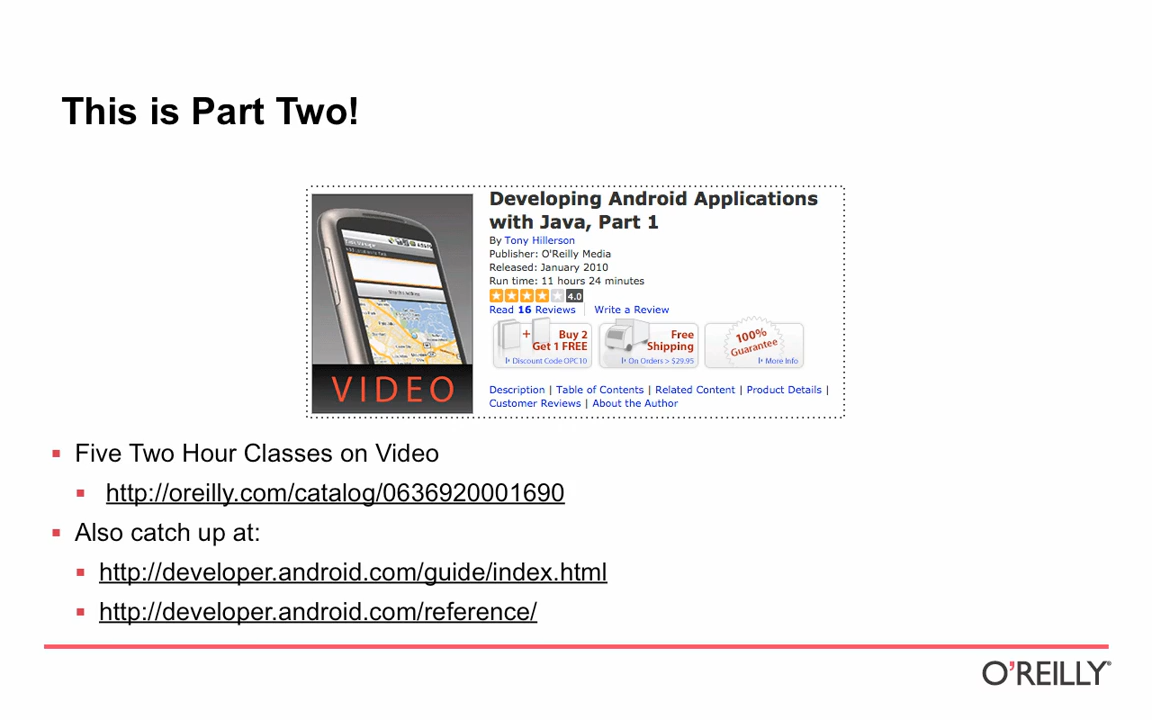 This is Part Two!
Developing Android Applications
with Java, Part 1
By Tony Hillerson
Publisher: O'Reilly Media
Released: January 2010
Run time: 11 hours 24 minutes
4.0
Read 16 Reviews | Write a Review
Buy 2
Get 1 FREE
Discount Code OPC10
Free
Shipping
On Orders > $29.95
100%
Guarantee
More Info
VIDEO
Description | Table of Contents | Related Content | Product Details |
Customer Reviews | About the Author
Five Two Hour Classes on Video
http://oreilly.com/catalog/0636920001690
Also catch up at:
http://developer.android.com/guide/index.html
http://developer.android.com/reference/
O'REILLY®